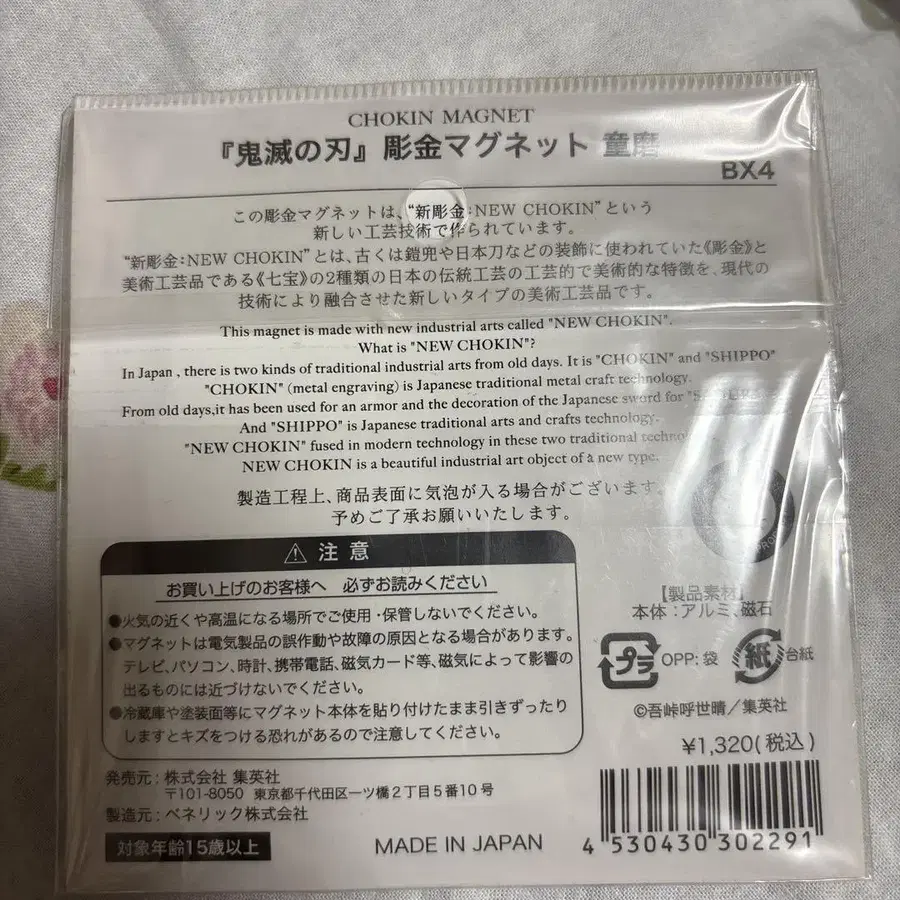 CHOKIN MAGNET
『鬼滅の刃』彫金マグネット 童磨
BX4
この彫金マグネットは、“新彫金:NEW CHOKIN”という
新しい工芸技術で作られています。
“新彫金:NEW CHOKIN”とは、古くは鎧兜や日本刀などの装飾に使われていた《彫金》と
美術工芸品である《七宝》の2種類の日本の伝統工芸の工芸的で美術的な特徴を、現代の
技術により融合させた新しいタイプの美術工芸品です。
This magnet is made with new industrial arts called "NEW CHOKIN".
What is "NEW CHOKIN"?
In Japan , there is two kinds of traditional industrial arts from old days. It is "CHOKIN" and "SHIPPO"
"CHOKIN" (metal engraving) is Japanese traditional metal craft technology.
From old days,it has been used for an armor and the decoration of the Japanese sword for
And "SHIPPO" is Japanese traditional arts and crafts technology.
"NEW CHOKIN" fused in modern technology in these two traditional
NEW CHOKIN is a beautiful industrial art object of a new type.
製造工程上、商品表面に気泡が入る場合がございます。
予めご了承お願いいたします。
⚠ 注意
お買い上げのお客様へ 必ずお読みください
●火気の近くや高温になる場所でご使用・保管しないでください。
●マグネットは電気製品の誤作動や故障の原因となる場合があります。
テレビ、パソコン、時計、携帯電話、磁気カード等、磁気によって影響の
出るものには近づけないでください。
●冷蔵庫や塗装面等にマグネット本体を貼り付けたまま引きずったり
しますとキズをつける恐れがあるので注意してください。
【製品素材】
本体:アルミ、磁石
プラ OPP:袋 紙 台紙
©吾峠呼世晴/集英社
¥1,320(税込)
発売元:株式会社 集英社
〒101-8050 東京都千代田区一ツ橋2丁目5番10号
製造元:ベネリック株式会社
対象年齢15歳以上
MADE IN JAPAN
4 530430 302291